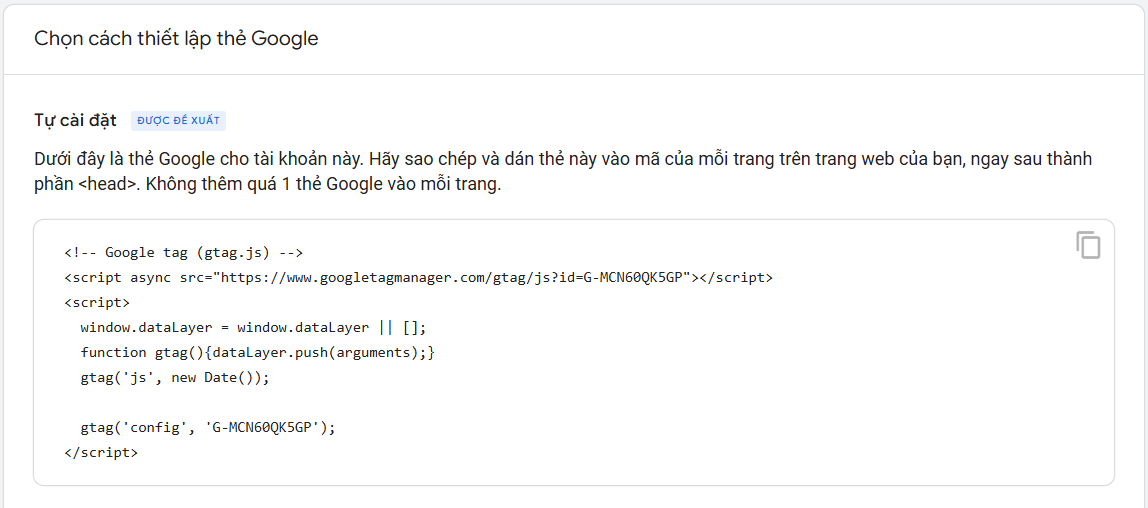 Chọn cách thiết lập thẻ Google
Tự cài đặt ĐƯỢC ĐỀ XUẤT
Dưới đây là thẻ Google cho tài khoản này. Hãy sao chép và dán thẻ này vào mã của mỗi trang trên trang web của bạn, ngay sau thành
phần <head>. Không thêm quá 1 thẻ Google vào mỗi trang.
<!-- Google tag (gtag.js) -->
<script async src="https://www.googletagmanager.com/gtag/js?id=G-MCN60QK5GP"></script>
<script>
  window.dataLayer = window.dataLayer || [];
  function gtag(){dataLayer.push(arguments);}
  gtag('js', new Date());

  gtag('config', 'G-MCN60QK5GP');
</script>